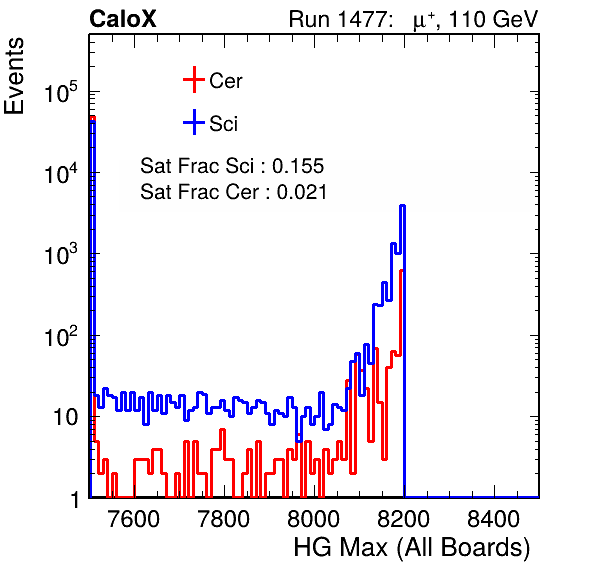 CaloX Run 1477: μ⁺, 110 GeV
Events
Cer
Sci
Sat Frac Sci : 0.155
Sat Frac Cer : 0.021
10⁵
10⁴
10³
10²
10
1
7600 7800 8000 8200 8400
HG Max (All Boards)